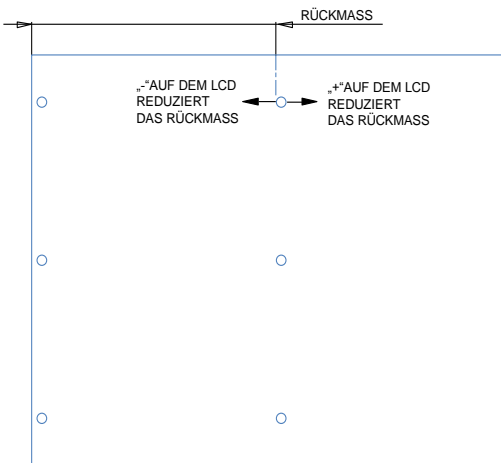 RÜCKMASS
„-“AUF DEM LCD
REDUZIERT
DAS RÜCKMASS
„+“AUF DEM LCD
REDUZIERT
DAS RÜCKMASS